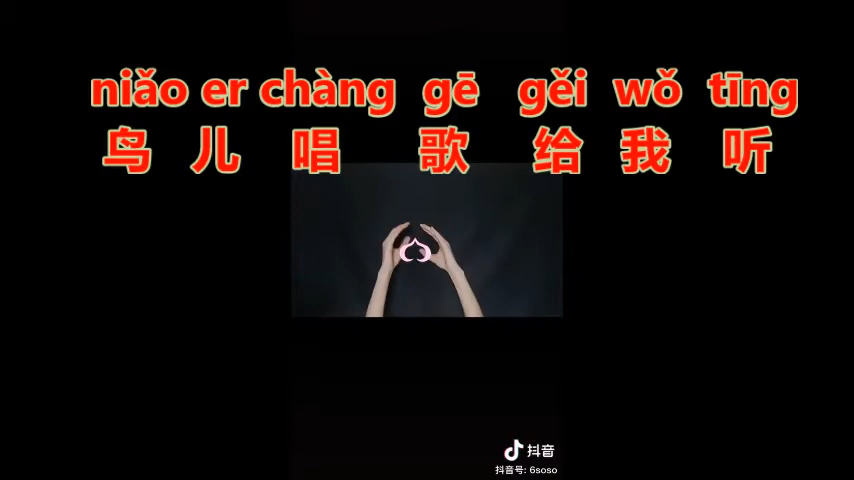 niǎo er chàng gē gěi wǒ tīng
鸟 儿 唱 歌 给 我 听
抖音
抖音号: 6soso